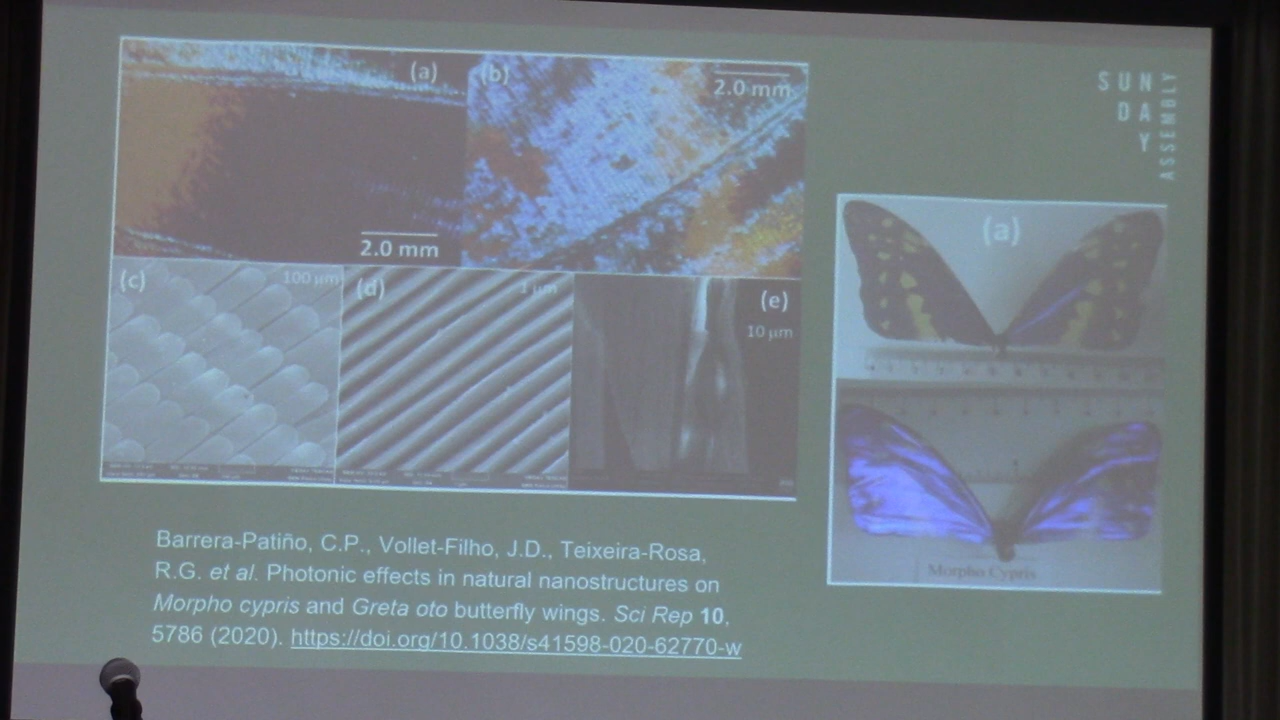 (a)
(b)
2.0 mm
2.0 mm
(c)
100 µm
(d)
1 µm
(e)
10 µm
SUN
DAY
ASSEMBLY
(a)
Morpho Cypris
Barrera-Patiño, C.P., Vollet-Filho, J.D., Teixeira-Rosa,
R.G. et al. Photonic effects in natural nanostructures on
Morpho cypris and Greta oto butterfly wings. Sci Rep 10,
5786 (2020). https://doi.org/10.1038/s41598-020-62770-w